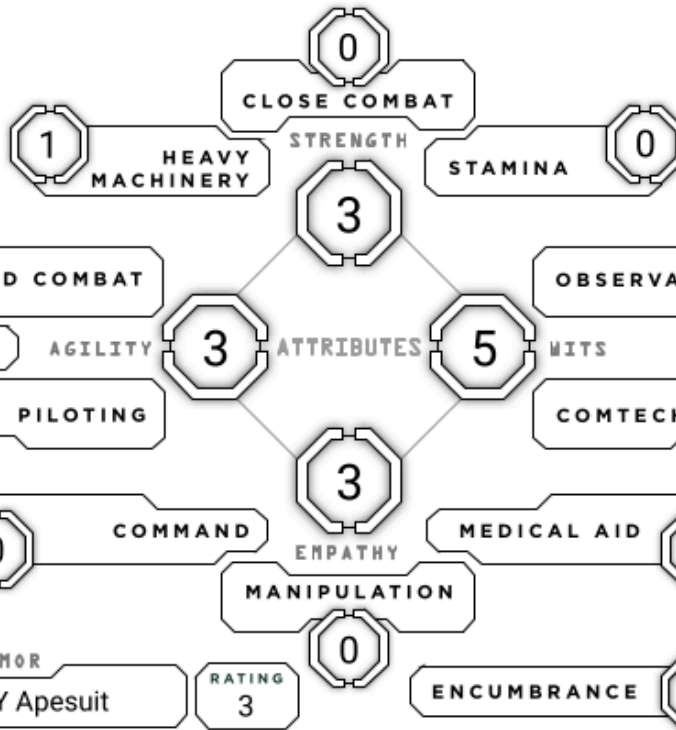 0
CLOSE COMBAT
STRENGTH
1
HEAVY
MACHINERY
STAMINA
0
3
D COMBAT
OBSERVA
AGILITY
3
ATTRIBUTES
5
WITS
PILOTING
COMTECH
3
COMMAND
MEDICAL AID
EMPATHY
MANIPULATION
0
MOR
Y Apesuit
RATING
3
ENCUMBRANCE